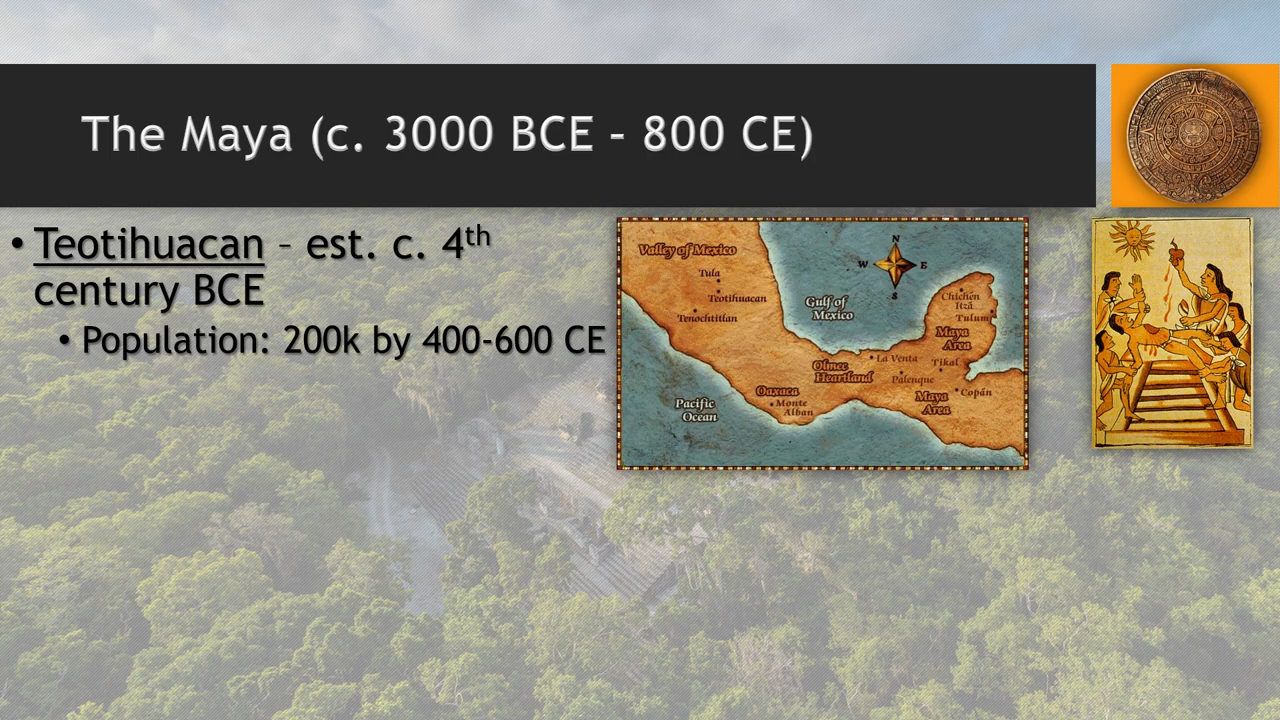 The Maya (c. 3000 BCE – 800 CE)
• Teotihuacan – est. c. 4th
century BCE
• Population: 200k by 400-600 CE
Valley of Mexico
Tula
Teotihuacan
Tenochtitlan
N
W
E
S
Gulf of
Mexico
Chichén
Itzá
Tulum
Maya
Area
Olmec
Heartland
La Venta
Tikal
Palenque
Copán
Maya
Area
Oaxaca
Monte
Alban
Pacific
Ocean